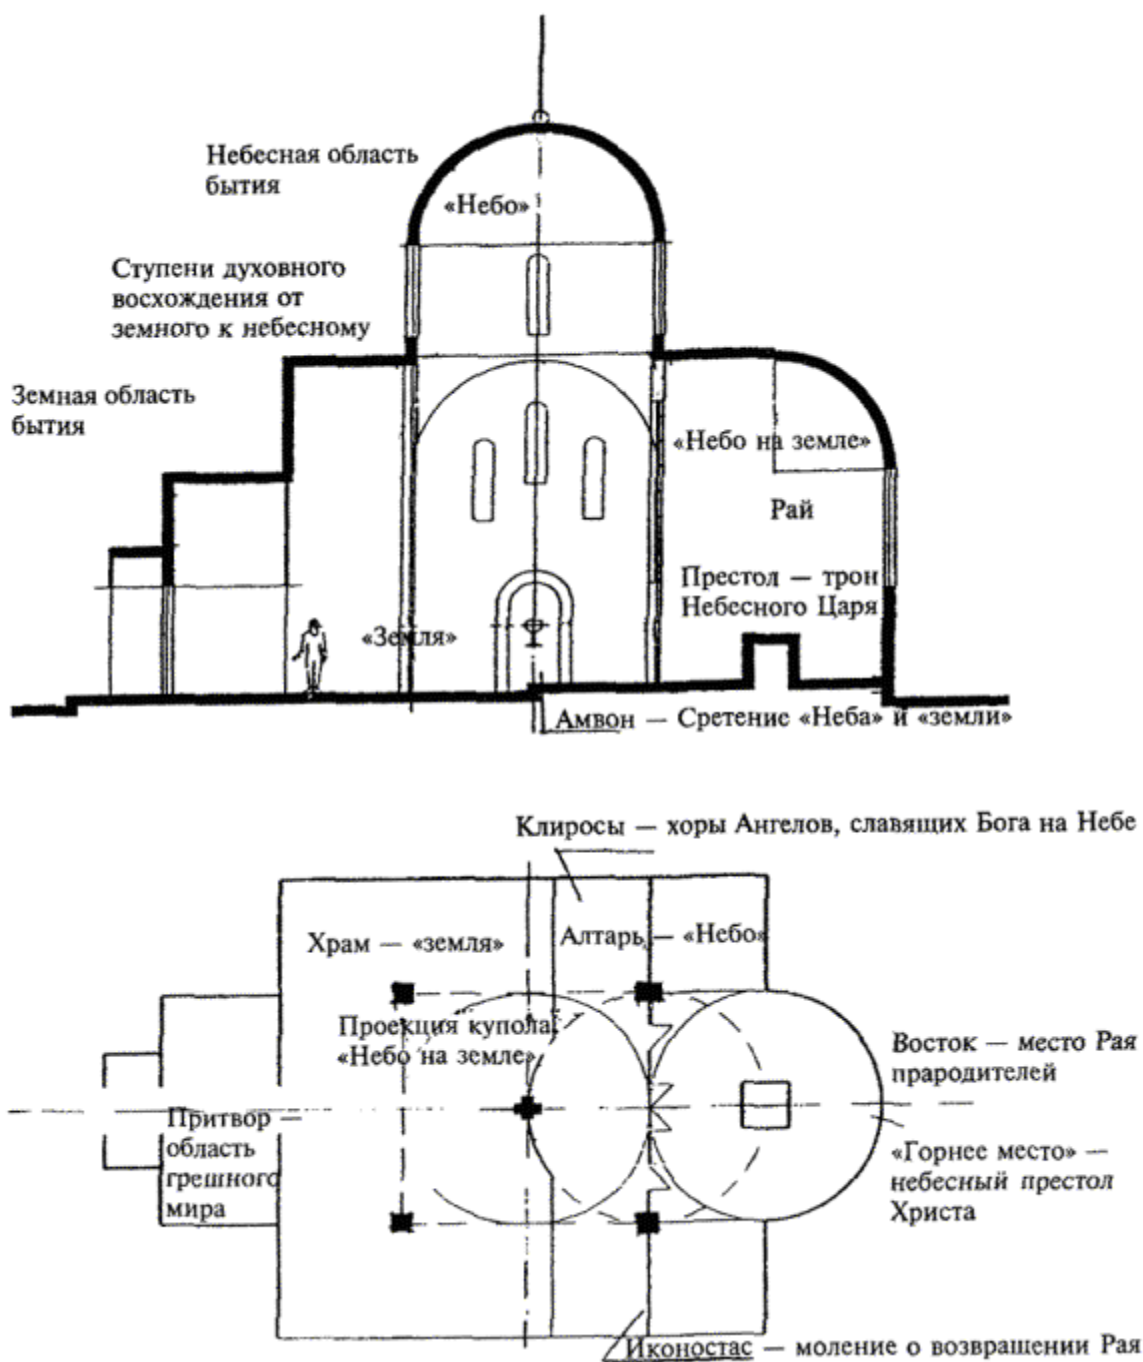 Небесная область
бытия
«Небо»
Ступени духовного
восхождения от
земного к небесному
Земная область
бытия
«Небо на земле»
Рай
Престол — трон
Небесного Царя
«Земля»
Амвон — Сретение «Неба» и «земли»
Клиросы — хоры Ангелов, славящих Бога на Небе
Храм — «земля»
Алтарь — «Небо»
Проекция купола
«Небо на земле»
Восток — место Рая
прародителей
Притвор —
область
грешного
мира
«Горнее место» —
небесный престол
Христа
Иконостас — моление о возвращении Рая